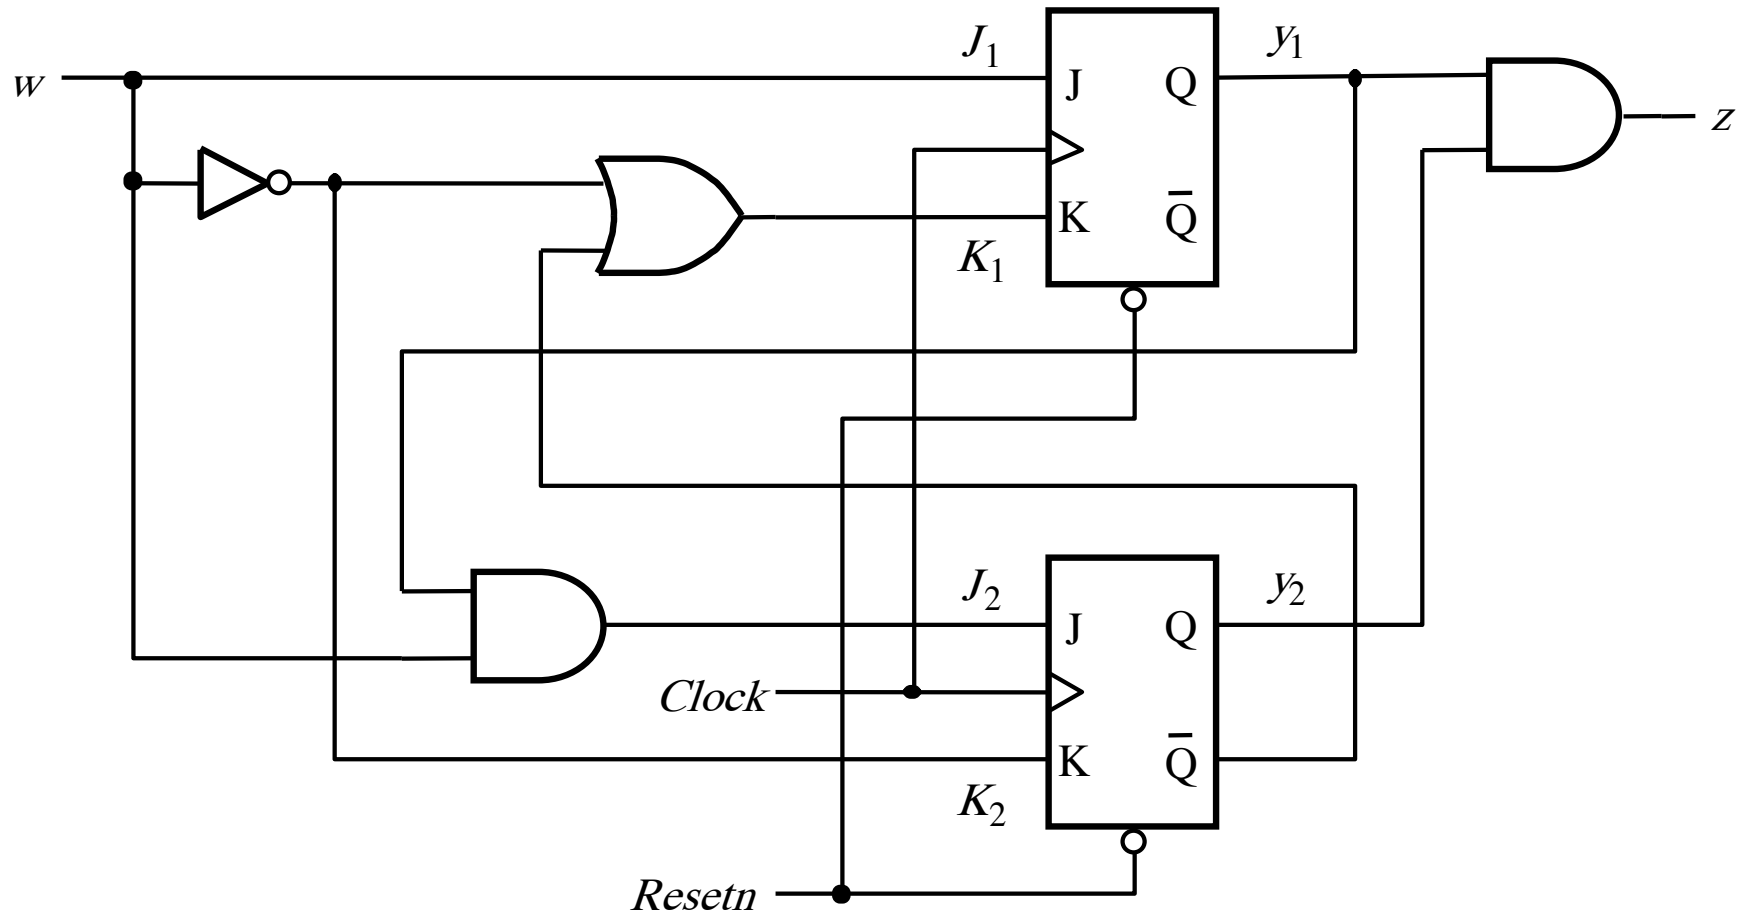 w
J₁
J
Q
y₁
z
K
Q̅
K₁
J₂
J
Q
y₂
Clock
K
Q̅
K₂
Resetn